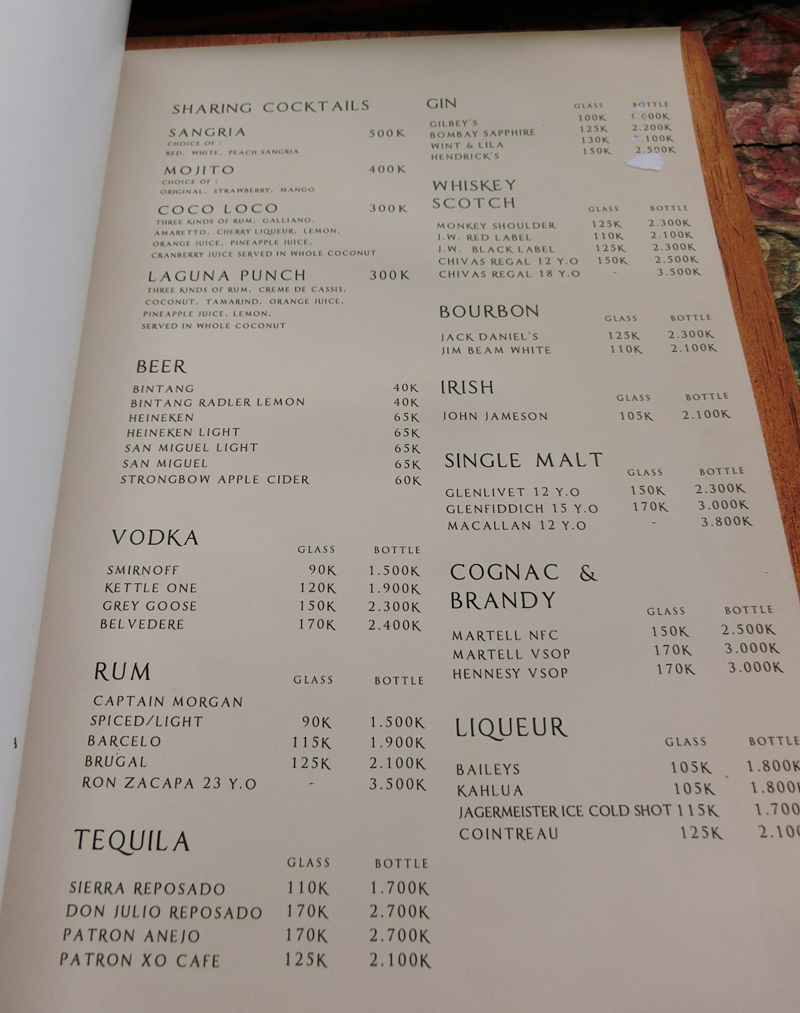 SHARING COCKTAILS
SANGRIA 500K
CHOICE OF :
RED, WHITE, PEACH SANGRIA
MOJITO 400K
CHOICE OF :
ORIGINAL, STRAWBERRY, MANGO
COCO LOCO 300K
THREE KINDS OF RUM, GALLIANO,
AMARETTO, CHERRY LIQUEUR, LEMON,
ORANGE JUICE, PINEAPPLE JUICE,
CRANBERRY JUICE SERVED IN WHOLE COCONUT
LAGUNA PUNCH 300K
THREE KINDS OF RUM, CREME DE CASSIS,
COCONUT, TAMARIND, ORANGE JUICE,
PINEAPPLE JUICE, LEMON,
SERVED IN WHOLE COCONUT
BEER
BINTANG 40K
BINTANG RADLER LEMON 40K
HEINEKEN 65K
HEINEKEN LIGHT 65K
SAN MIGUEL LIGHT 65K
SAN MIGUEL 65K
STRONGBOW APPLE CIDER 60K
VODKA GLASS BOTTLE
SMIRNOFF 90K 1.500K
KETTLE ONE 120K 1.900K
GREY GOOSE 150K 2.300K
BELVEDERE 170K 2.400K
RUM GLASS BOTTLE
CAPTAIN MORGAN
SPICED/LIGHT 90K 1.500K
BARCELO 115K 1.900K
BRUGAL 125K 2.100K
RON ZACAPA 23 Y.O - 3.500K
TEQUILA GLASS BOTTLE
SIERRA REPOSADO 110K 1.700K
DON JULIO REPOSADO 170K 2.700K
PATRON ANEJO 170K 2.700K
PATRON XO CAFE 125K 2.100K
GIN GLASS BOTTLE
GILBEY'S 100K
BOMBAY SAPPHIRE 125K 2.200K
WINT & LILA 130K .100K
HENDRICK'S 150K 2.500K
WHISKEY
SCOTCH GLASS BOTTLE
MONKEY SHOULDER 125K 2.300K
J.W. RED LABEL 110K 2.100K
J.W. BLACK LABEL 125K 2.300K
CHIVAS REGAL 12 Y.O 150K 2.500K
CHIVAS REGAL 18 Y.O - 3.500K
BOURBON GLASS BOTTLE
JACK DANIEL'S 125K 2.300K
JIM BEAM WHITE 110K 2.100K
IRISH GLASS BOTTLE
JOHN JAMESON 105K 2.100K
SINGLE MALT GLASS BOTTLE
GLENLIVET 12 Y.O 150K 2.300K
GLENFIDDICH 15 Y.O 170K 3.000K
MACALLAN 12 Y.O - 3.800K
COGNAC &
BRANDY GLASS BOTTLE
MARTELL NFC 150K 2.500K
MARTELL VSOP 170K 3.000K
HENNESY VSOP 170K 3.000K
LIQUEUR GLASS BOTTLE
BAILEYS 105K 1.800K
KAHLUA 105K 1.800K
JAGERMEISTER ICE COLD SHOT 115K 1.700
COINTREAU 125K 2.10